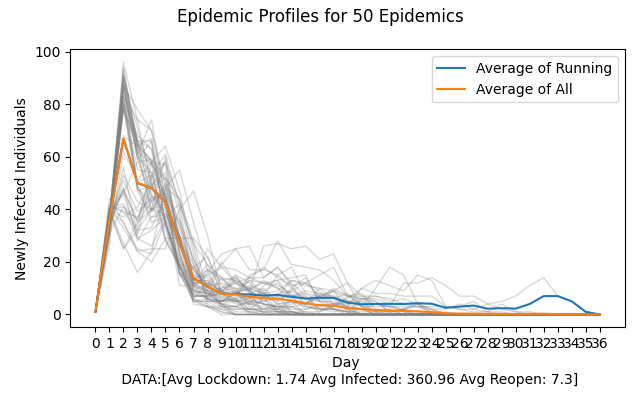 Epidemic Profiles for 50 Epidemics
Newly Infected Individuals
100
80
60
40
20
0
Average of Running
Average of All
0 1 2 3 4 5 6 7 8 9 10 11 12 13 14 15 16 17 18 19 20 21 22 23 24 25 26 27 28 29 30 31 32 33 34 35 36
Day
DATA:[Avg Lockdown: 1.74 Avg Infected: 360.96 Avg Reopen: 7.3]